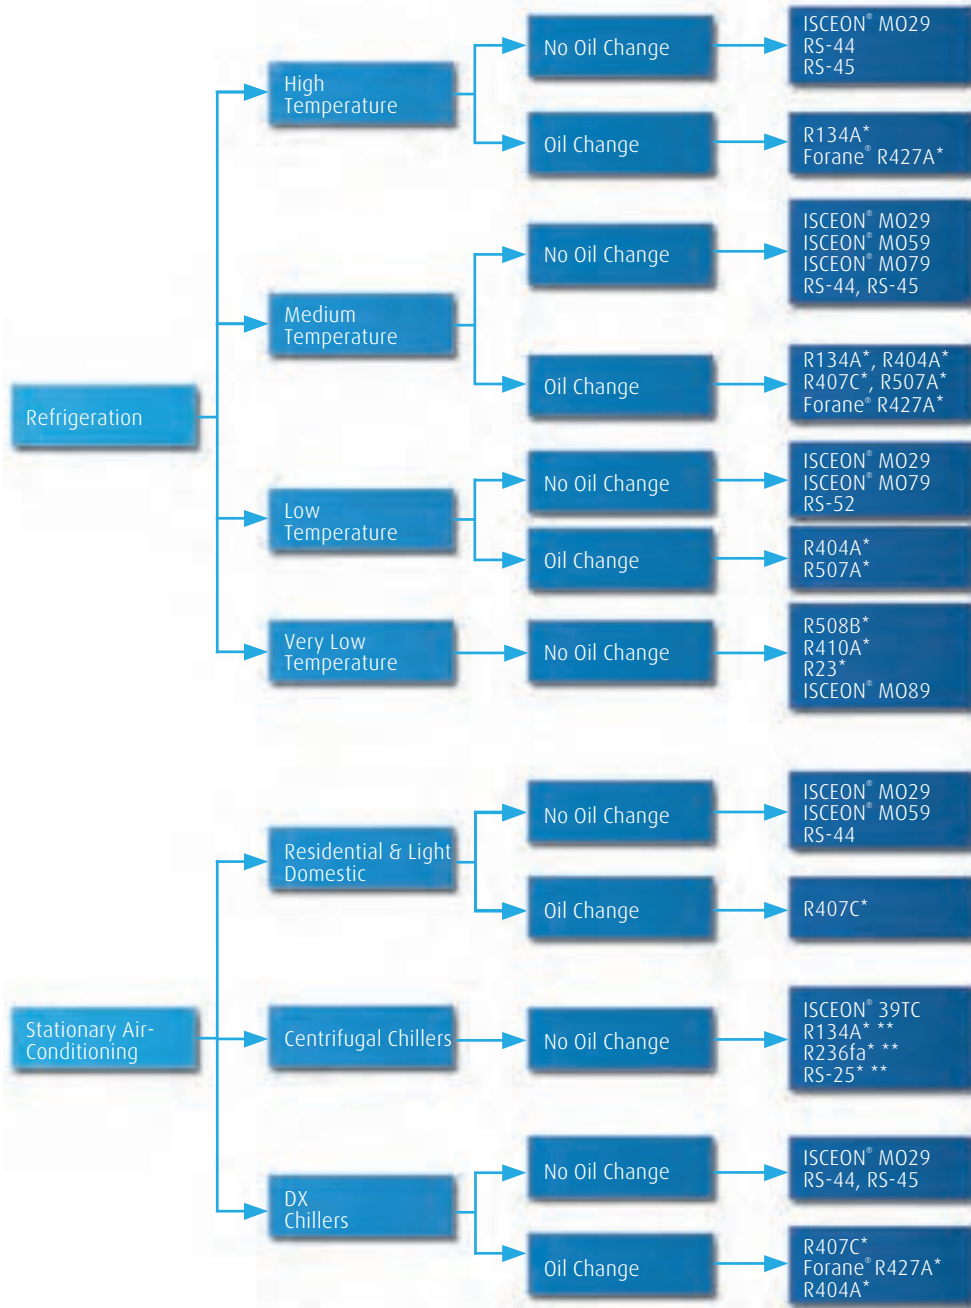 Refrigeration
High
Temperature
No Oil Change
ISCEON® MO29
RS-44
RS-45
Oil Change
R134A*
Forane® R427A*
Medium
Temperature
No Oil Change
ISCEON® MO29
ISCEON® MO59
ISCEON® MO79
RS-44, RS-45
Oil Change
R134A*, R404A*
R407C*, R507A*
Forane® R427A*
Low
Temperature
No Oil Change
ISCEON® MO29
ISCEON® MO79
RS-52
Oil Change
R404A*
R507A*
Very Low
Temperature
No Oil Change
R508B*
R410A*
R23*
ISCEON® MO89
Stationary Air-
Conditioning
Residential & Light
Domestic
No Oil Change
ISCEON® MO29
ISCEON® MO59
RS-44
Oil Change
R407C*
Centrifugal Chillers
No Oil Change
ISCEON® 39TC
R134A* **
R236fa* **
RS-25* **
DX
Chillers
No Oil Change
ISCEON® MO29
RS-44, RS-45
Oil Change
R407C*
Forane® R427A*
R404A*